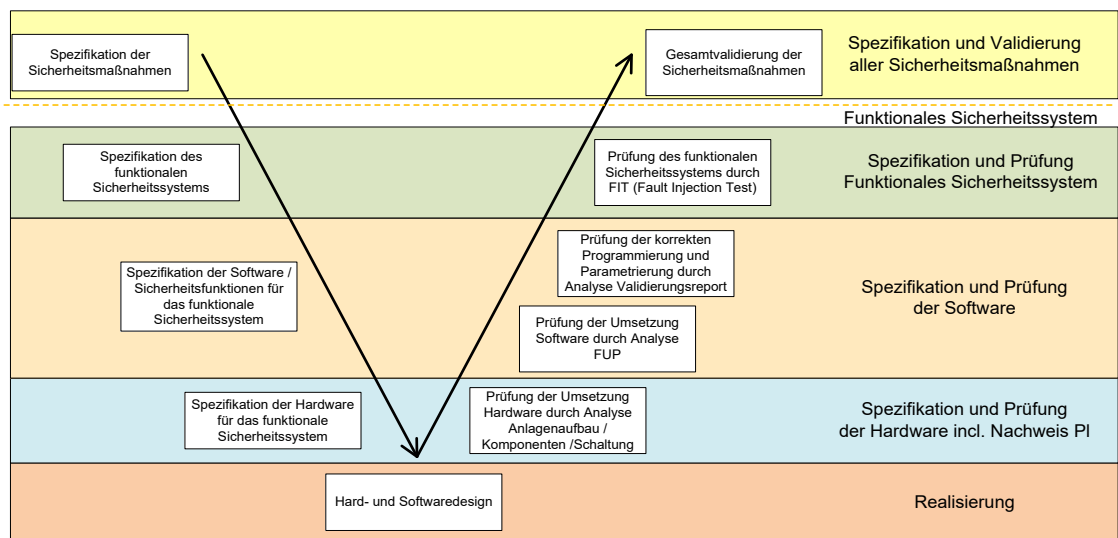 Spezifikation der
Sicherheitsmaßnahmen
Gesamtvalidierung der
Sicherheitsmaßnahmen
Spezifikation und Validierung
aller Sicherheitsmaßnahmen
Funktionales Sicherheitssystem
Spezifikation des
funktionalen
Sicherheitssystems
Prüfung des funktionalen
Sicherheitssystems durch
FIT (Fault Injection Test)
Spezifikation und Prüfung
Funktionales Sicherheitssystem
Spezifikation der Software /
Sicherheitsfunktionen für
das funktionale
Sicherheitssystem
Prüfung der korrekten
Programmierung und
Parametrierung durch
Analyse Validierungsreport
Prüfung der Umsetzung
Software durch Analyse
FUP
Spezifikation und Prüfung
der Software
Spezifikation der Hardware
für das funktionale
Sicherheitssystem
Prüfung der Umsetzung
Hardware durch Analyse
Anlagenaufbau /
Komponenten /Schaltung
Spezifikation und Prüfung
der Hardware incl. Nachweis Pl
Hard- und Softwaredesign
Realisierung